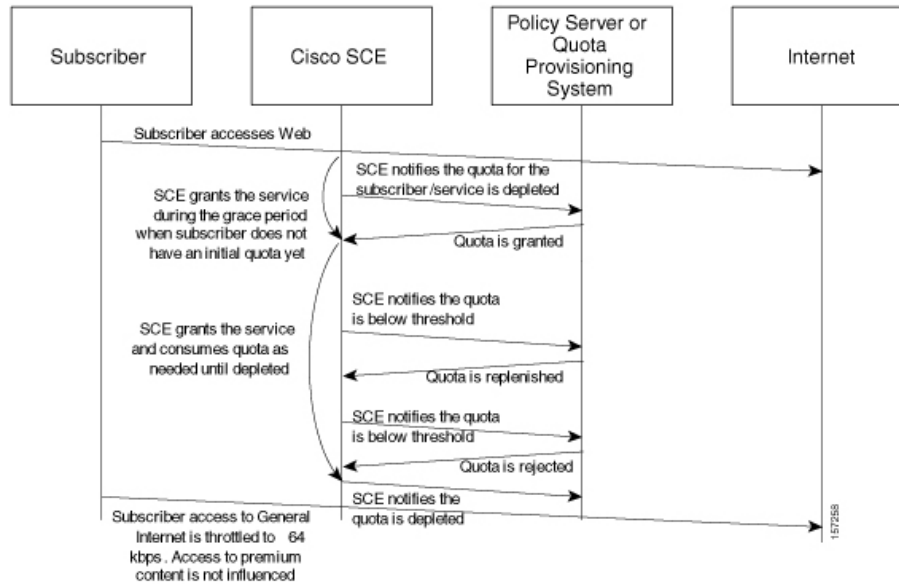 Subscriber
Cisco SCE
Policy Server or
Quota
Provisioning
System
Internet
Subscriber accesses Web
SCE notifies the quota for the
subscriber/service is depleted
SCE grants the service
during the grace period
when subscriber does not
have an initial quota yet
Quota is granted
SCE notifies the quota
is below threshold
SCE grants the service
and consumes quota as
needed until depleted
Quota is replenished
SCE notifies the quota
is below threshold
Quota is rejected
SCE notifies the
quota is depleted
Subscriber access to General
Internet is throttled to 64
kbps. Access to premium
content is not influenced
157258